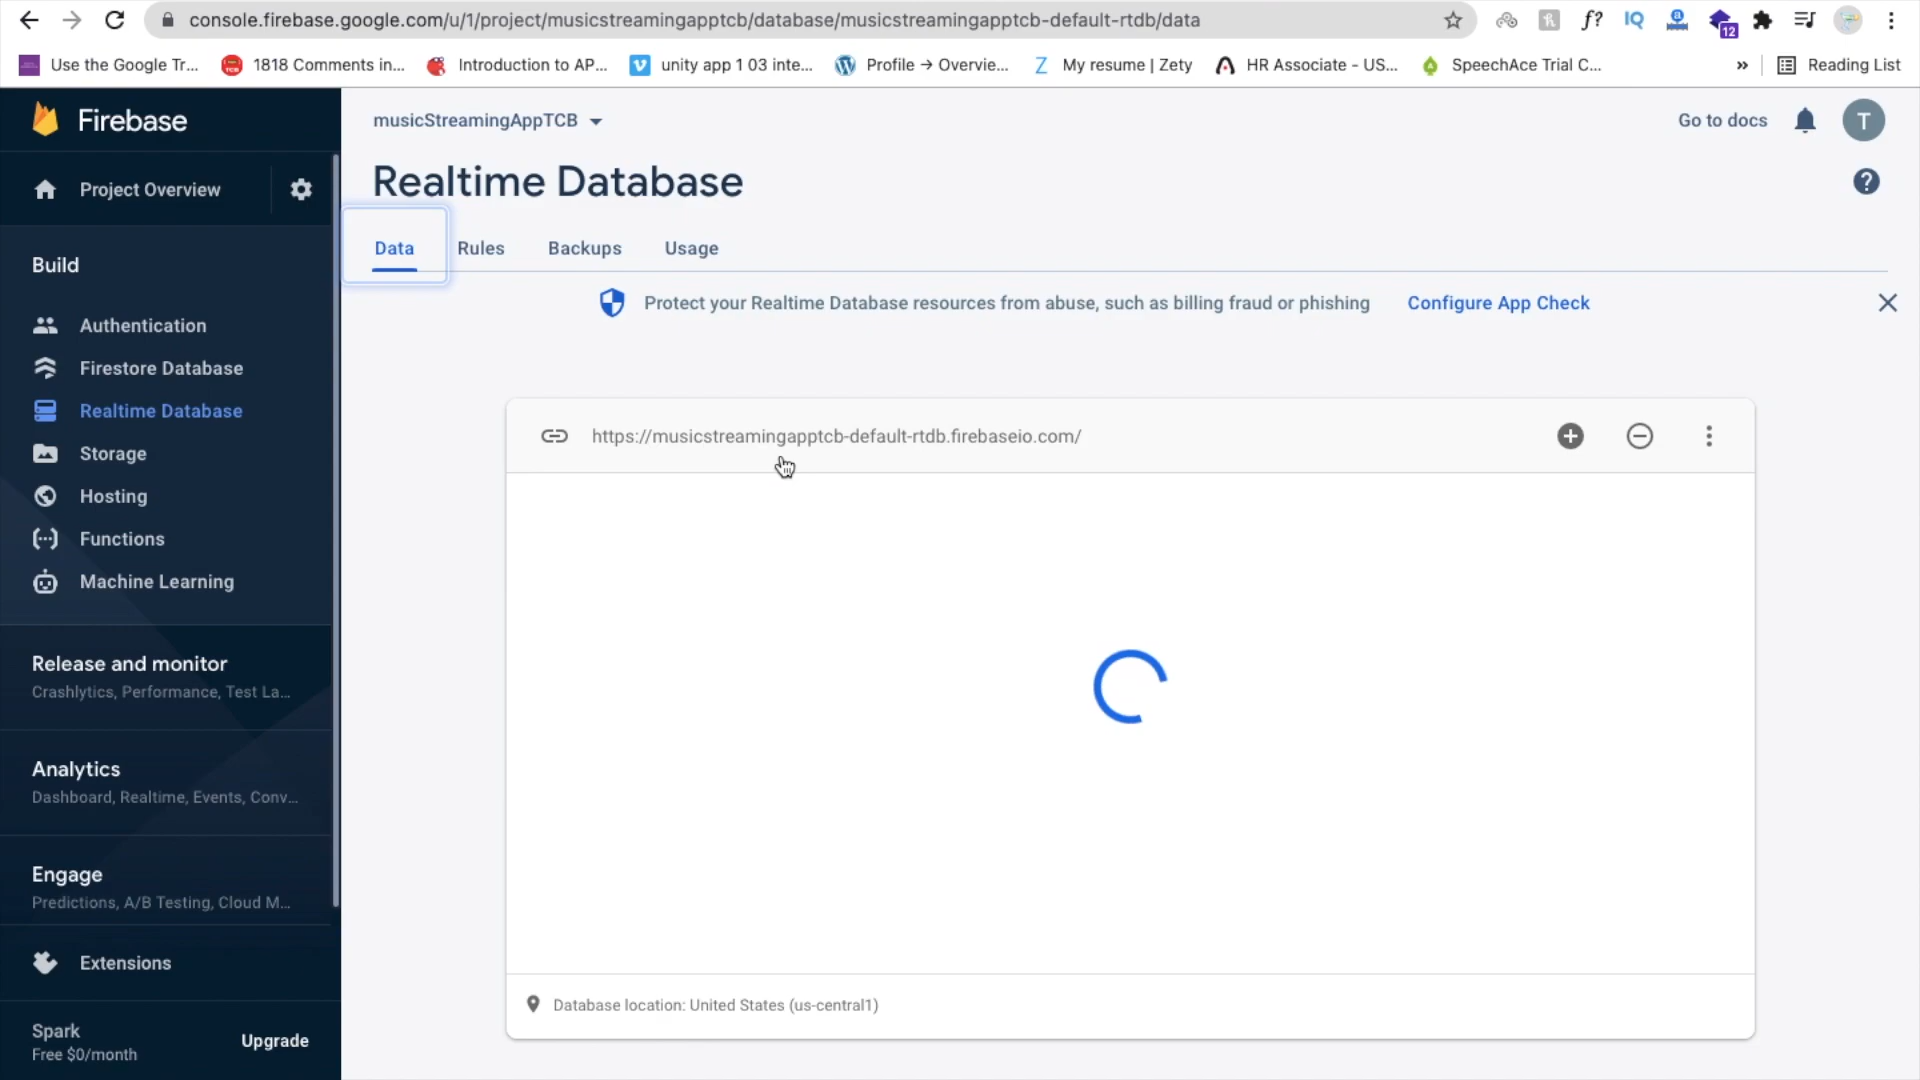 console.firebase.google.com/u/1/project/musicstreamingapptcb/database/musicstreamingapptcb-default-rtdb/data
f?
IQ
a
12
Use the Google Tr...
1818 Comments in...
Introduction to AP...
unity app 1 03 inte...
Profile → Overvie...
Z My resume | Zety
HR Associate - US...
SpeechAce Trial C...
»
Reading List
Firebase
musicStreamingAppTCB
Go to docs
T
Project Overview
Realtime Database
?
Data
Rules
Backups
Usage
Build
Protect your Realtime Database resources from abuse, such as billing fraud or phishing
Configure App Check
Authentication
Firestore Database
Realtime Database
Storage
Hosting
Functions
Machine Learning
https://musicstreamingapptcb-default-rtdb.firebaseio.com/
Release and monitor
Crashlytics, Performance, Test La...
Analytics
Dashboard, Realtime, Events, Conv...
Engage
Predictions, A/B Testing, Cloud M...
Extensions
Database location: United States (us-central1)
Spark
Free $0/month
Upgrade